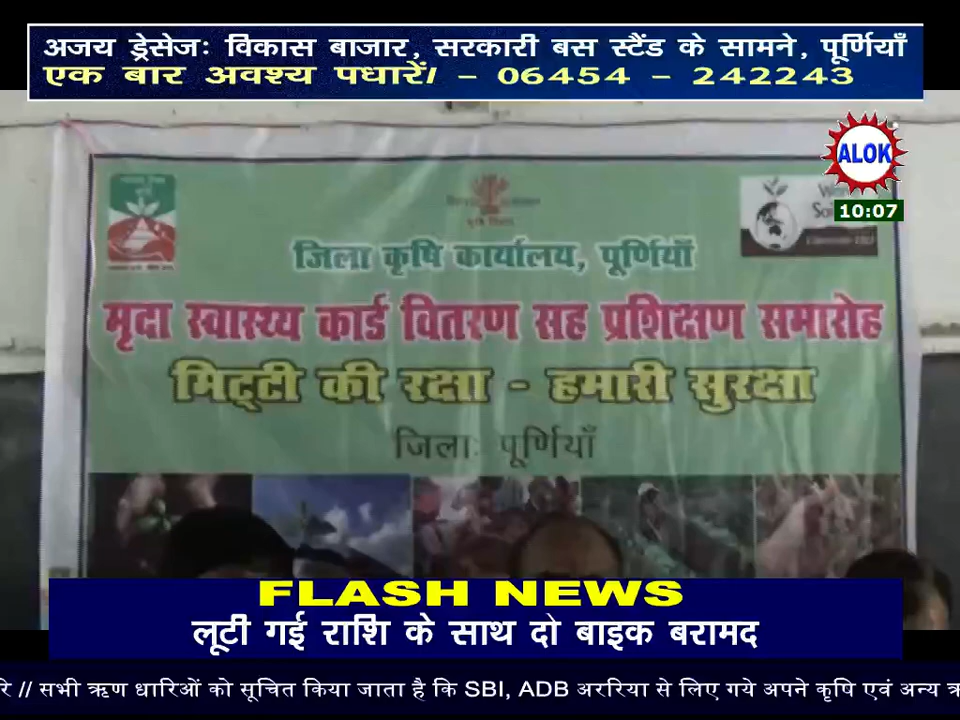 अजय ड्रेसेजः विकास बाजार, सरकारी बस स्टैंड के सामने, पूर्णियाँ
एक बार अवश्य पधारें। - 06454 - 242243
ALOK
10:07
जिला कृषि कार्यालय, पूर्णियाँ
मृदा स्वास्थ्य कार्ड वितरण सह प्रशिक्षण समारोह
मिट्टी की रक्षा - हमारी सुरक्षा
जिलाः पूर्णियाँ
FLASH NEWS
लूटी गई राशि के साथ दो बाइक बरामद
रि // सभी ऋण धारिओं को सूचित किया जाता है कि SBI, ADB अररिया से लिए गये अपने कृषि एवं अन्य